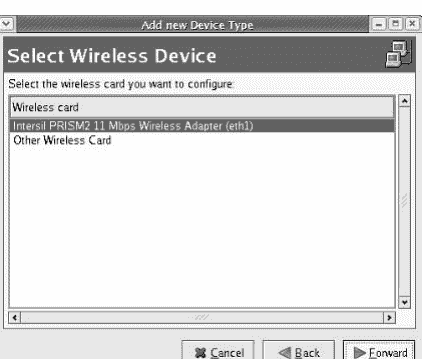 Add new Device Type
Select Wireless Device
Select the wireless card you want to configure:
Wireless card
Intersil PRISM2 11 Mbps Wireless Adapter (eth1)
Other Wireless Card
Cancel Back Forward